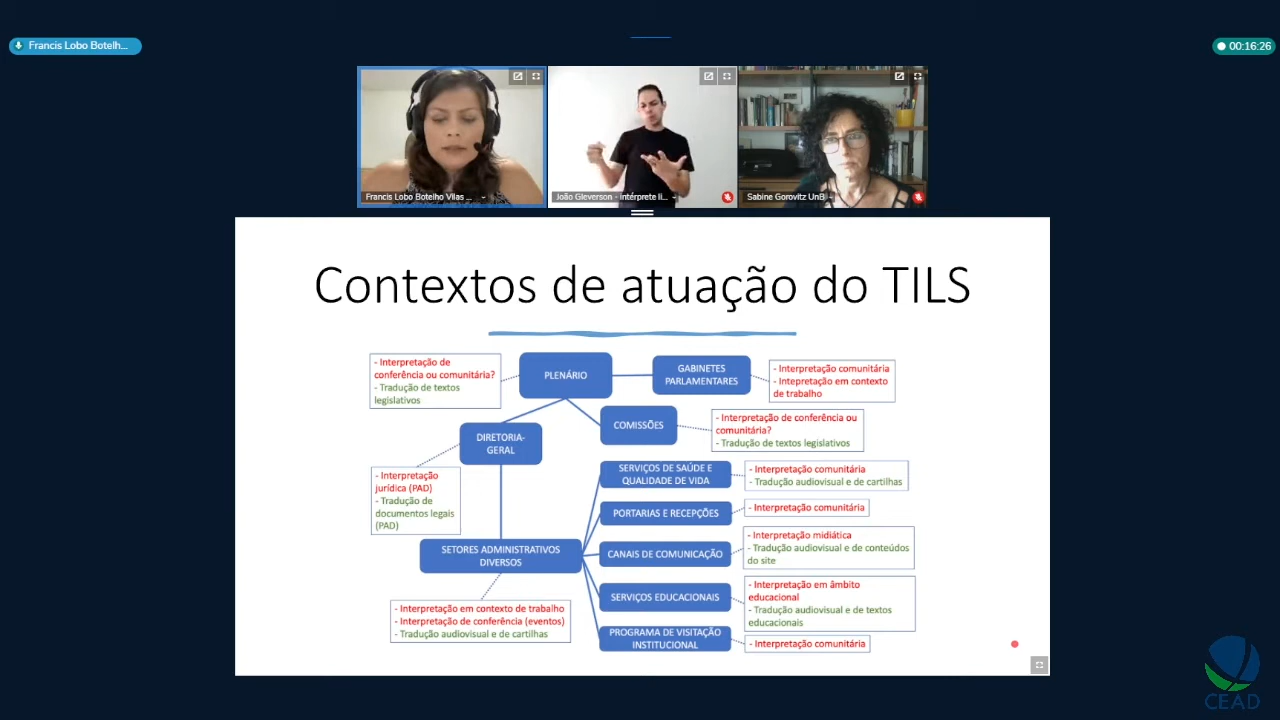 Francis Lobo Botelh...
00:16:26
Francis Lobo Botelho Vilas ...
João Gleverson - intérprete li...
Sabine Gorovitz UnB
Contextos de atuação do TILS
- Interpretação de
conferência ou comunitária?
- Tradução de textos
legislativos
PLENÁRIO
GABINETES
PARLAMENTARES
- Interpretação comunitária
- Intepretação em contexto
de trabalho
COMISSÕES
- Interpretação de conferência ou
comunitária?
- Tradução de textos legislativos
DIRETORIA-
GERAL
- Interpretação
jurídica (PAD)
- Tradução de
documentos legais
(PAD)
SERVIÇOS DE SAÚDE E
QUALIDADE DE VIDA
- Interpretação comunitária
- Tradução audiovisual e de cartilhas
PORTARIAS E RECEPÇÕES
- Interpretação comunitária
SETORES ADMINISTRATIVOS
DIVERSOS
CANAIS DE COMUNICAÇÃO
- Interpretação midiática
- Tradução audiovisual e de conteúdos
do site
- Interpretação em contexto de trabalho
- Interpretação de conferência (eventos)
- Tradução audiovisual e de cartilhas
SERVIÇOS EDUCACIONAIS
- Interpretação em âmbito
educacional
- Tradução audiovisual e de textos
educacionais
PROGRAMA DE VISITAÇÃO
INSTITUCIONAL
- Interpretação comunitária
CEAD